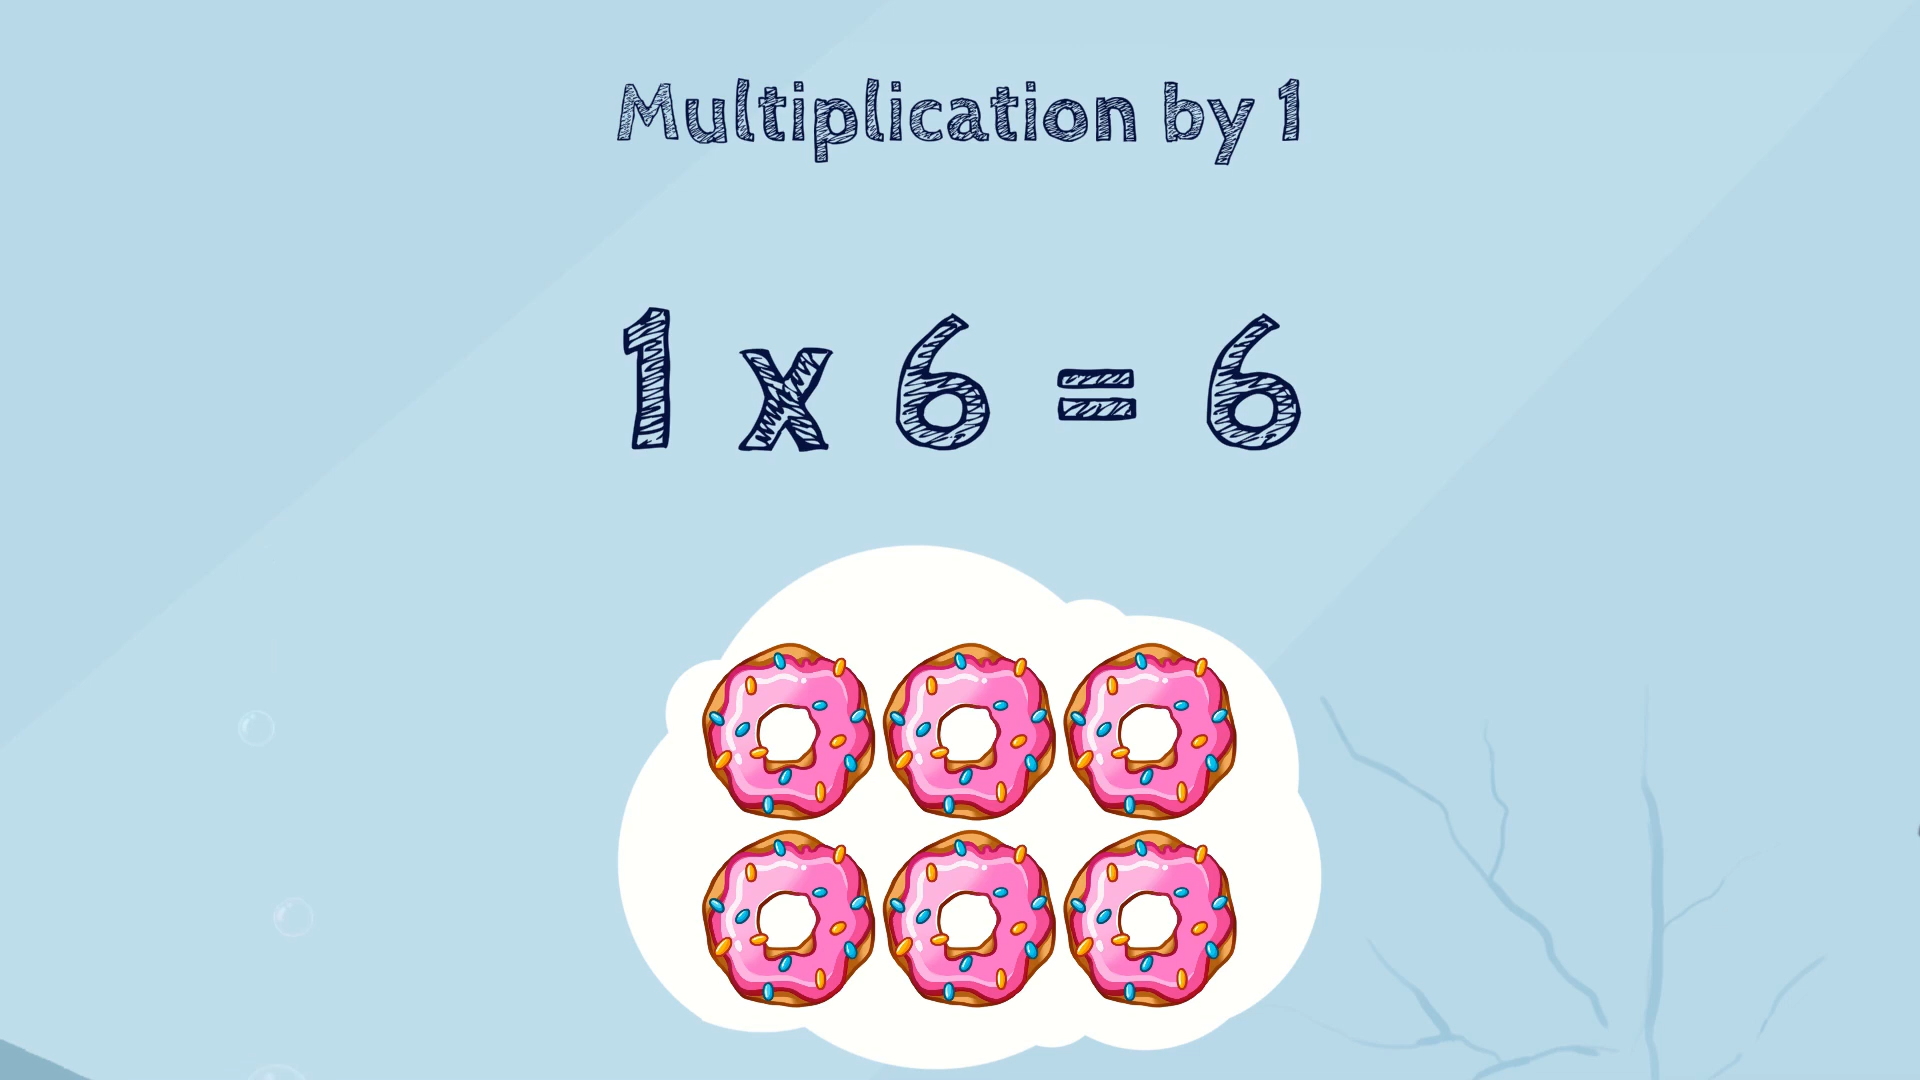 Multiplication by 1
1 x 6 = 6